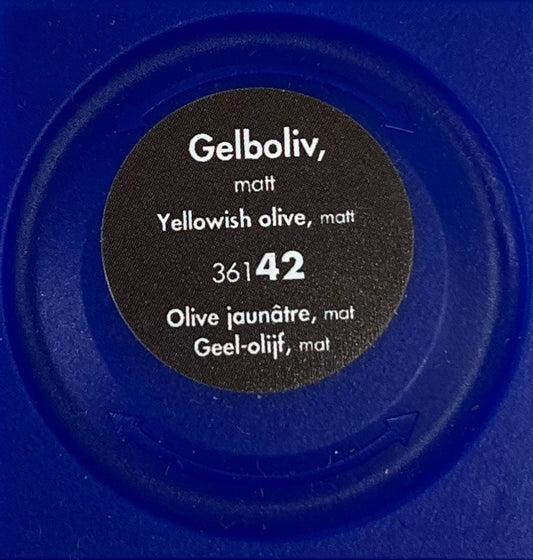 Gelboliv,
matt
Yellowish olive, matt
36142
Olive jaunâtre, mat
Geel-olijf, mat